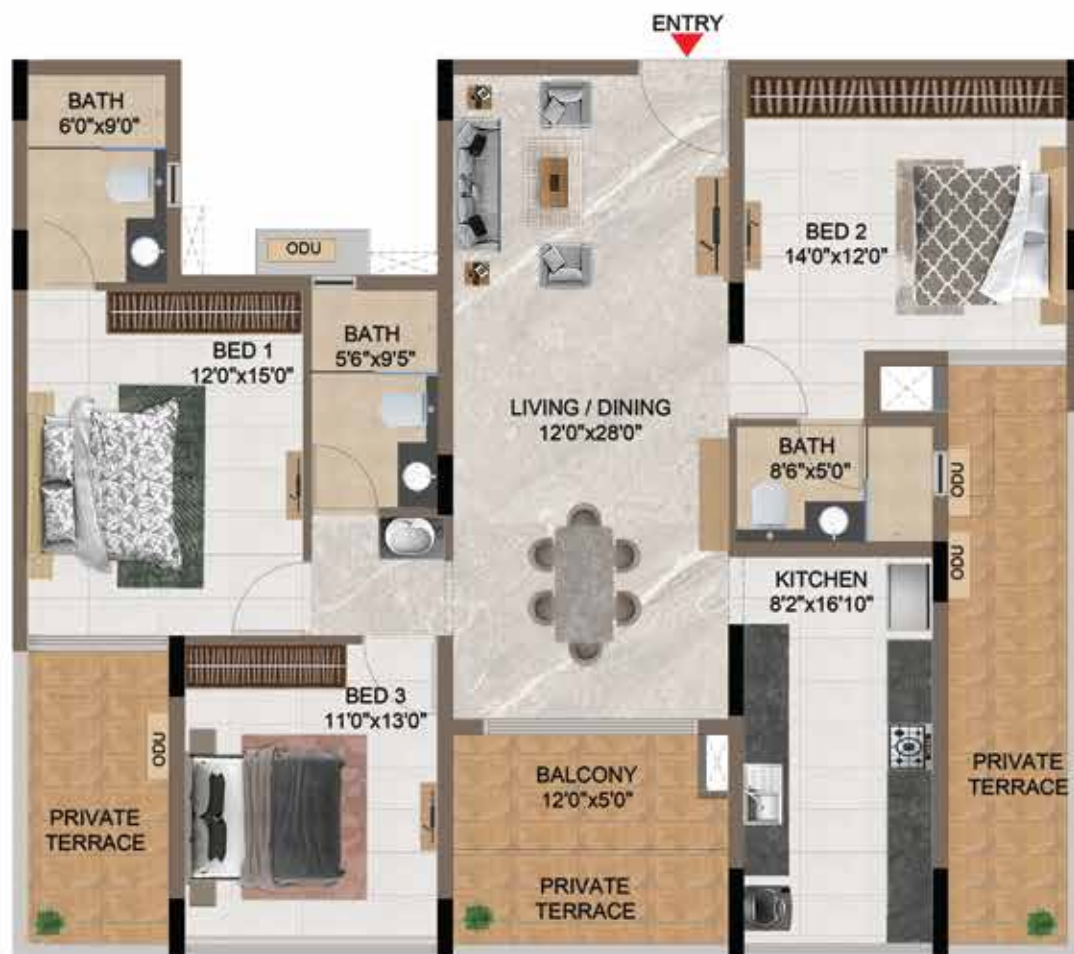 ENTRY
BATH
6'0"x9'0"
ODU
BED 2
14'0"x12'0"
BED 1
12'0"x15'0"
BATH
5'6"x9'5"
LIVING / DINING
12'0"x28'0"
BATH
8'6"x5'0"
ODU
ODU
KITCHEN
8'2"x16'10"
BED 3
11'0"x13'0"
ODU
BALCONY
12'0"x5'0"
PRIVATE
TERRACE
PRIVATE
TERRACE
PRIVATE
TERRACE